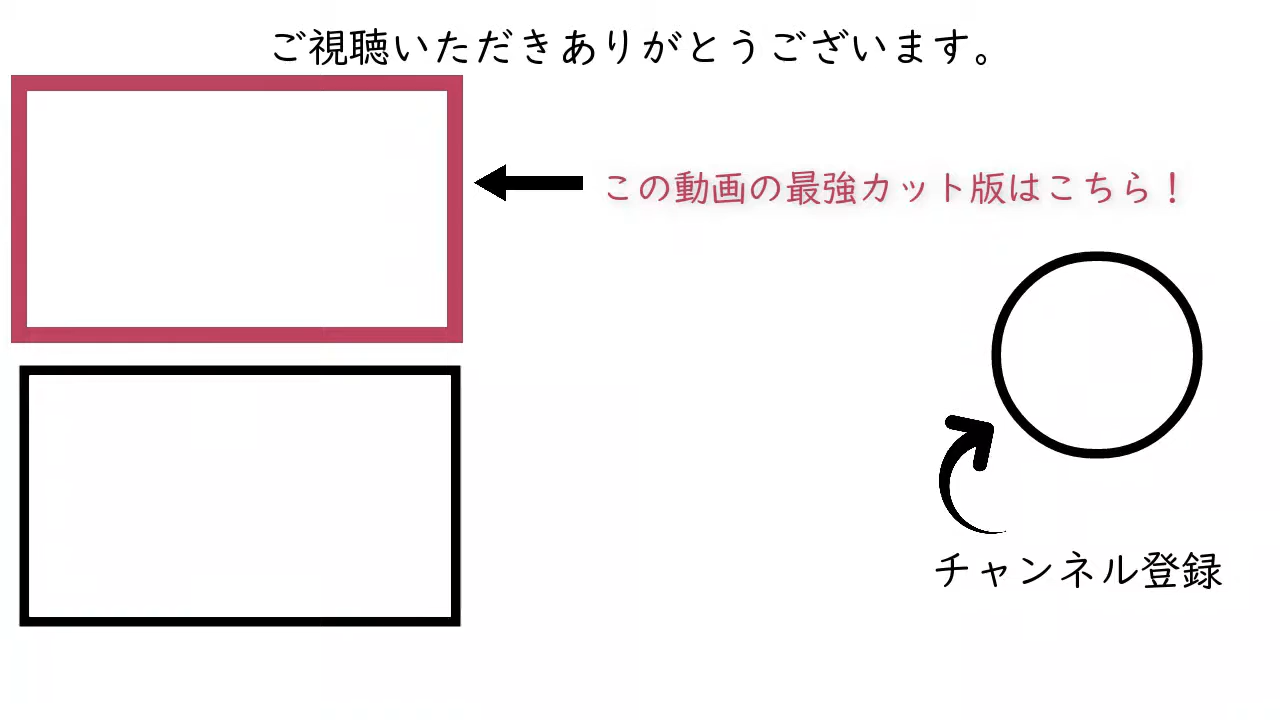 ご視聴いただきありがとうございます。
この動画の最強カット版はこちら！
チャンネル登録